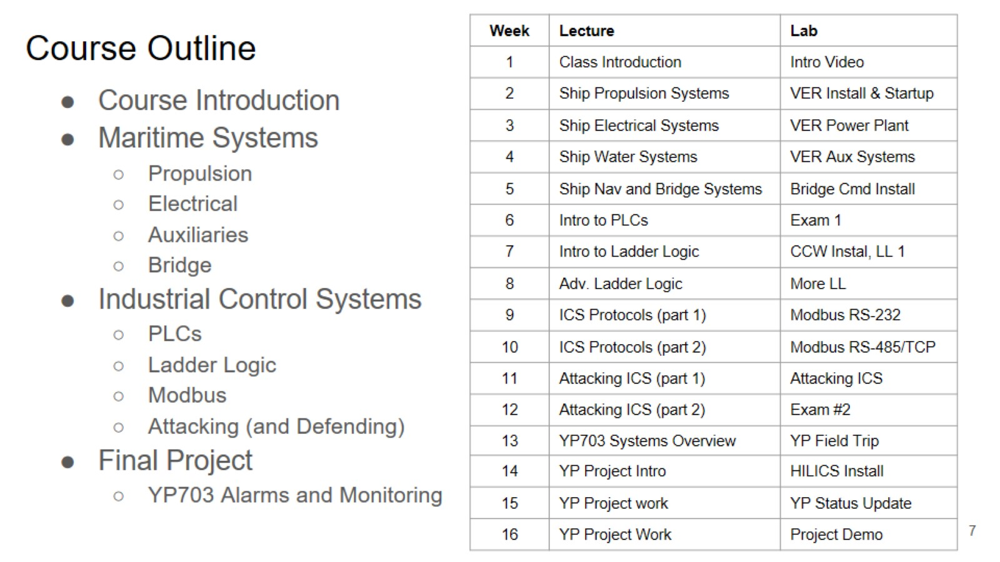 Course Outline
● Course Introduction
● Maritime Systems
○ Propulsion
○ Electrical
○ Auxiliaries
○ Bridge
● Industrial Control Systems
○ PLCs
○ Ladder Logic
○ Modbus
○ Attacking (and Defending)
● Final Project
○ YP703 Alarms and Monitoring
Week Lecture Lab
1 Class Introduction Intro Video
2 Ship Propulsion Systems VER Install & Startup
3 Ship Electrical Systems VER Power Plant
4 Ship Water Systems VER Aux Systems
5 Ship Nav and Bridge Systems Bridge Cmd Install
6 Intro to PLCs Exam 1
7 Intro to Ladder Logic CCW Instal, LL 1
8 Adv. Ladder Logic More LL
9 ICS Protocols (part 1) Modbus RS-232
10 ICS Protocols (part 2) Modbus RS-485/TCP
11 Attacking ICS (part 1) Attacking ICS
12 Attacking ICS (part 2) Exam #2
13 YP703 Systems Overview YP Field Trip
14 YP Project Intro HILICS Install
15 YP Project work YP Status Update
16 YP Project Work Project Demo
7